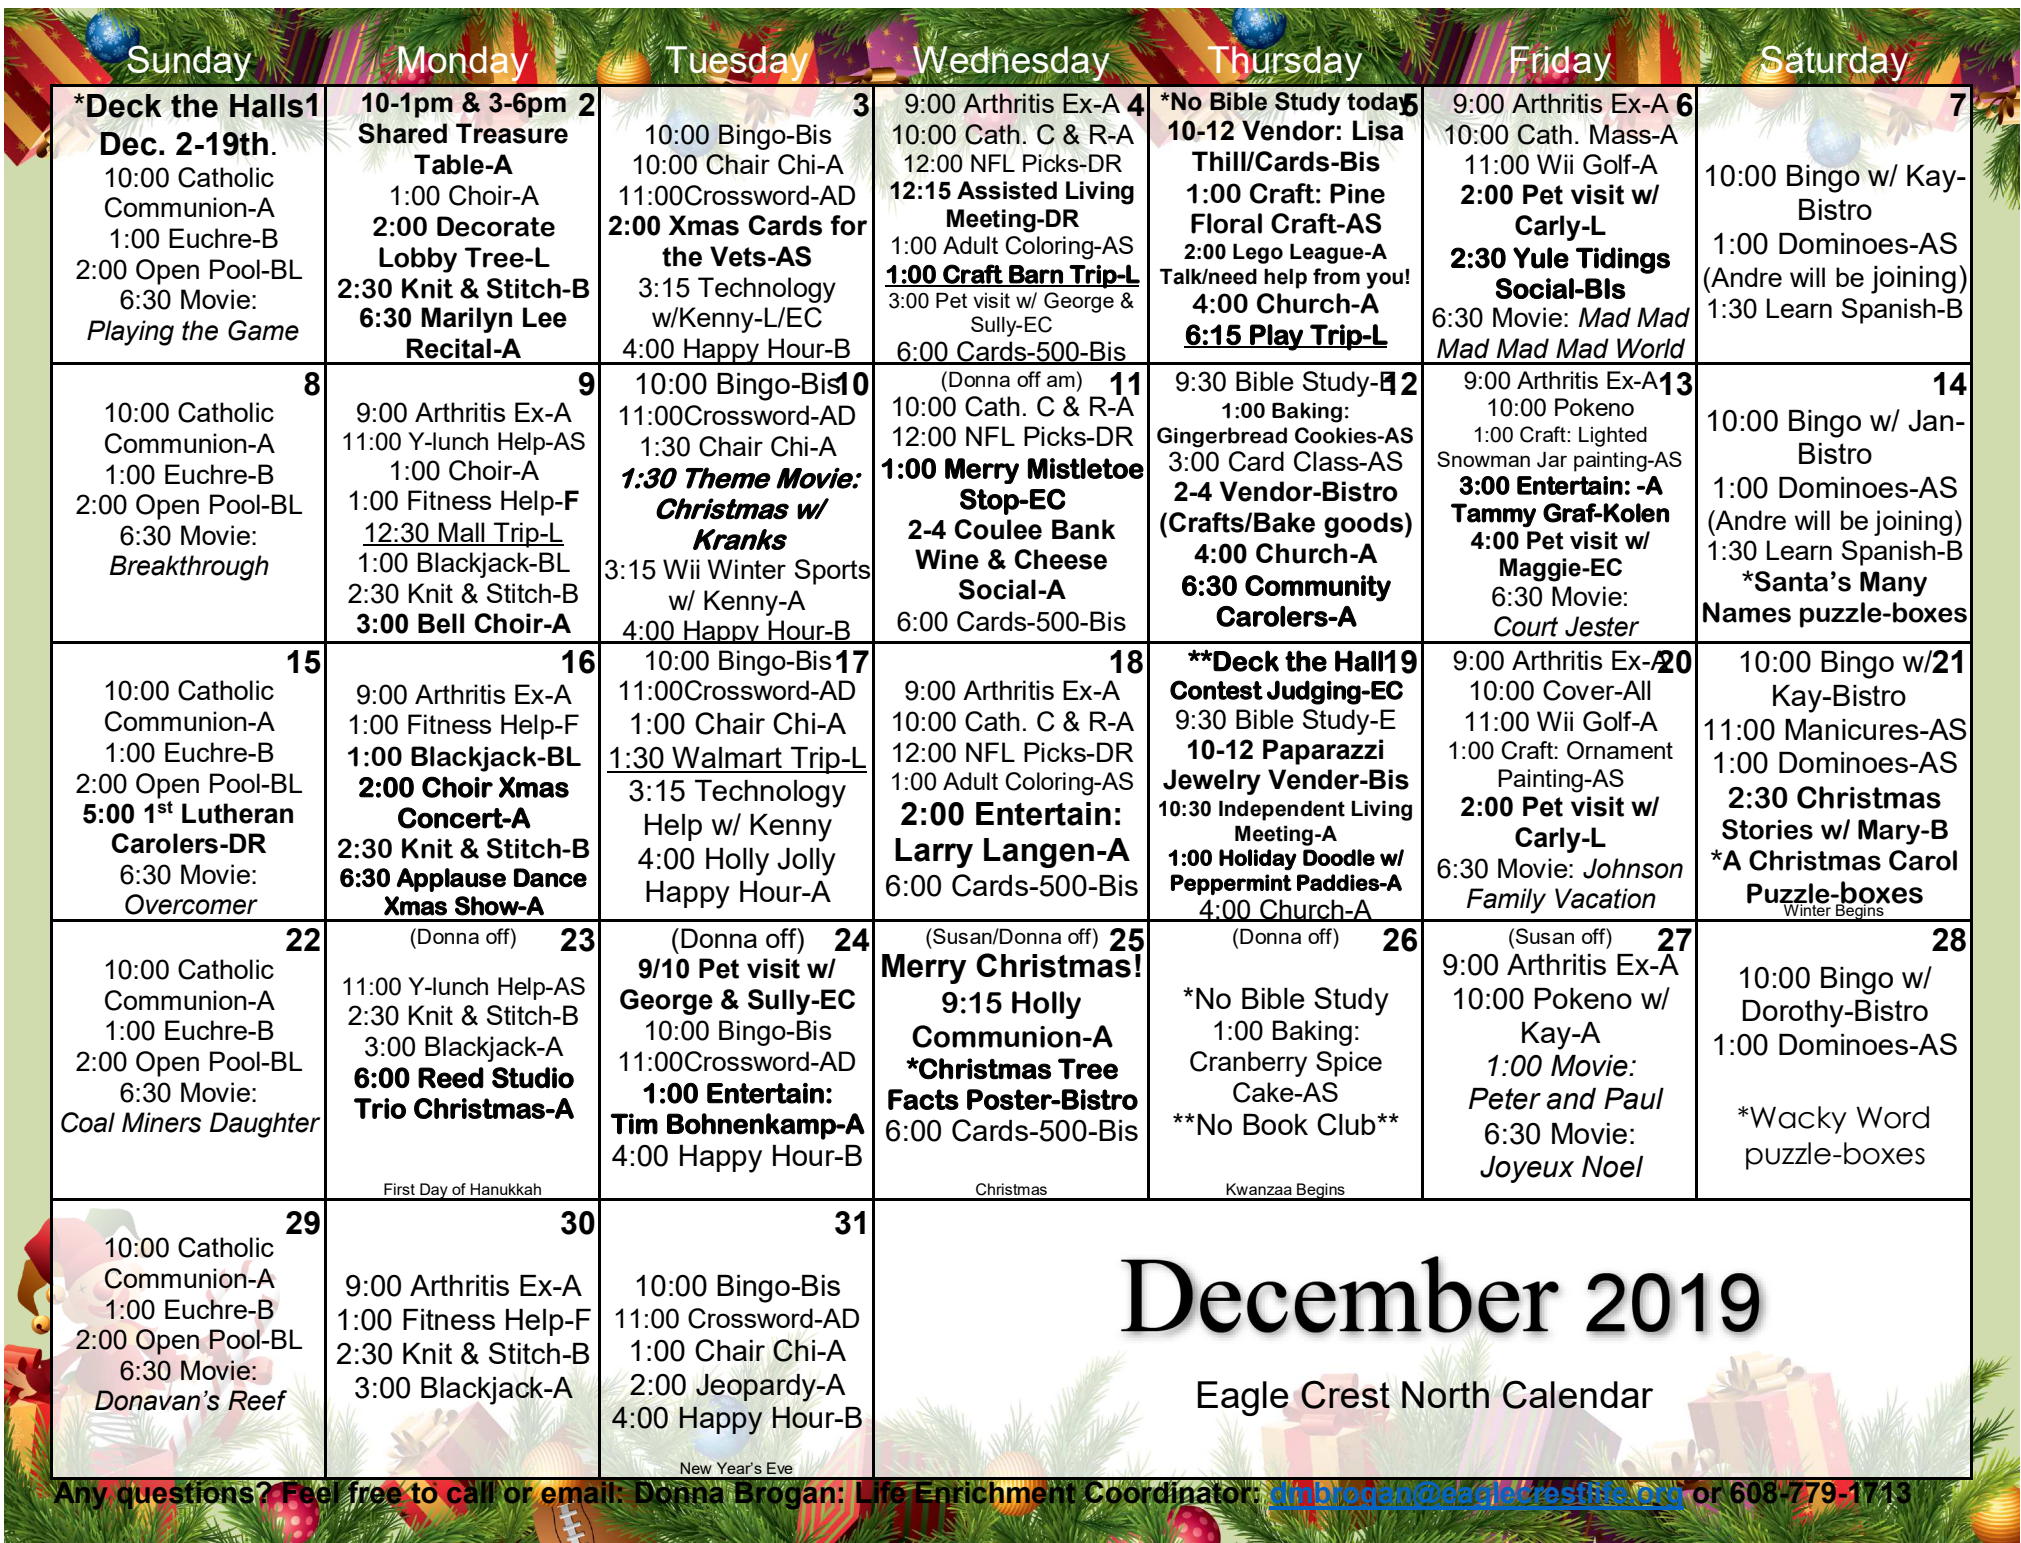 Sunday Monday Tuesday Wednesday Thursday Friday Saturday
*Deck the Halls1
Dec. 2-19th.
10:00 Catholic
Communion-A
1:00 Euchre-B
2:00 Open Pool-BL
6:30 Movie:
Playing the Game
10-1pm & 3-6pm 2
Shared Treasure
Table-A
1:00 Choir-A
2:00 Decorate
Lobby Tree-L
2:30 Knit & Stitch-B
6:30 Marilyn Lee
Recital-A
3
10:00 Bingo-Bis
10:00 Chair Chi-A
11:00Crossword-AD
2:00 Xmas Cards for
the Vets-AS
3:15 Technology
w/Kenny-L/EC
4:00 Happy Hour-B
9:00 Arthritis Ex-A 4
10:00 Cath. C & R-A
12:00 NFL Picks-DR
12:15 Assisted Living
Meeting-DR
1:00 Adult Coloring-AS
1:00 Craft Barn Trip-L
3:00 Pet visit w/ George &
Sully-EC
6:00 Cards-500-Bis
*No Bible Study today 5
10-12 Vendor: Lisa
Thill/Cards-Bis
1:00 Craft: Pine
Floral Craft-AS
2:00 Lego League-A
Talk/need help from you!
4:00 Church-A
6:15 Play Trip-L
9:00 Arthritis Ex-A 6
10:00 Cath. Mass-A
11:00 Wii Golf-A
2:00 Pet visit w/
Carly-L
2:30 Yule Tidings
Social-BIs
6:30 Movie: Mad Mad
Mad Mad Mad World
7
10:00 Bingo w/ Kay-
Bistro
1:00 Dominoes-AS
(Andre will be joining)
1:30 Learn Spanish-B
8
10:00 Catholic
Communion-A
1:00 Euchre-B
2:00 Open Pool-BL
6:30 Movie:
Breakthrough
9
9:00 Arthritis Ex-A
11:00 Y-lunch Help-AS
1:00 Choir-A
1:00 Fitness Help-F
12:30 Mall Trip-L
1:00 Blackjack-BL
2:30 Knit & Stitch-B
3:00 Bell Choir-A
10:00 Bingo-Bis 10
11:00Crossword-AD
1:30 Chair Chi-A
1:30 Theme Movie:
Christmas w/
Kranks
3:15 Wii Winter Sports
w/ Kenny-A
4:00 Happy Hour-B
(Donna off am) 11
10:00 Cath. C & R-A
12:00 NFL Picks-DR
1:00 Merry Mistletoe
Stop-EC
2-4 Coulee Bank
Wine & Cheese
Social-A
6:00 Cards-500-Bis
9:30 Bible Study-E 12
1:00 Baking:
Gingerbread Cookies-AS
3:00 Card Class-AS
2-4 Vendor-Bistro
(Crafts/Bake goods)
4:00 Church-A
6:30 Community
Carolers-A
9:00 Arthritis Ex-A 13
10:00 Pokeno
1:00 Craft: Lighted
Snowman Jar painting-AS
3:00 Entertain: -A
Tammy Graf-Kolen
4:00 Pet visit w/
Maggie-EC
6:30 Movie:
Court Jester
14
10:00 Bingo w/ Jan-
Bistro
1:00 Dominoes-AS
(Andre will be joining)
1:30 Learn Spanish-B
*Santa's Many
Names puzzle-boxes
15
10:00 Catholic
Communion-A
1:00 Euchre-B
2:00 Open Pool-BL
5:00 1st Lutheran
Carolers-DR
6:30 Movie:
Overcomer
16
9:00 Arthritis Ex-A
1:00 Fitness Help-F
1:00 Blackjack-BL
2:00 Choir Xmas
Concert-A
2:30 Knit & Stitch-B
6:30 Applause Dance
Xmas Show-A
10:00 Bingo-Bis 17
11:00Crossword-AD
1:00 Chair Chi-A
1:30 Walmart Trip-L
3:15 Technology
Help w/ Kenny
4:00 Holly Jolly
Happy Hour-A
18
9:00 Arthritis Ex-A
10:00 Cath. C & R-A
12:00 NFL Picks-DR
1:00 Adult Coloring-AS
2:00 Entertain:
Larry Langen-A
6:00 Cards-500-Bis
**Deck the Hall 19
Contest Judging-EC
9:30 Bible Study-E
10-12 Paparazzi
Jewelry Vender-Bis
10:30 Independent Living
Meeting-A
1:00 Holiday Doodle w/
Peppermint Paddies-A
4:00 Church-A
9:00 Arthritis Ex-A 20
10:00 Cover-All
11:00 Wii Golf-A
1:00 Craft: Ornament
Painting-AS
2:00 Pet visit w/
Carly-L
6:30 Movie: Johnson
Family Vacation
10:00 Bingo w/ 21
Kay-Bistro
11:00 Manicures-AS
1:00 Dominoes-AS
2:30 Christmas
Stories w/ Mary-B
*A Christmas Carol
Puzzle-boxes
Winter Begins
22
10:00 Catholic
Communion-A
1:00 Euchre-B
2:00 Open Pool-BL
6:30 Movie:
Coal Miners Daughter
(Donna off) 23
11:00 Y-lunch Help-AS
2:30 Knit & Stitch-B
3:00 Blackjack-A
6:00 Reed Studio
Trio Christmas-A
First Day of Hanukkah
(Donna off) 24
9/10 Pet visit w/
George & Sully-EC
10:00 Bingo-Bis
11:00Crossword-AD
1:00 Entertain:
Tim Bohnenkamp-A
4:00 Happy Hour-B
(Susan/Donna off) 25
Merry Christmas!
9:15 Holly
Communion-A
*Christmas Tree
Facts Poster-Bistro
6:00 Cards-500-Bis
Christmas
(Donna off) 26
*No Bible Study
1:00 Baking:
Cranberry Spice
Cake-AS
**No Book Club**
Kwanzaa Begins
(Susan off) 27
9:00 Arthritis Ex-A
10:00 Pokeno w/
Kay-A
1:00 Movie:
Peter and Paul
6:30 Movie:
Joyeux Noel
28
10:00 Bingo w/
Dorothy-Bistro
1:00 Dominoes-AS
*Wacky Word
puzzle-boxes
29
10:00 Catholic
Communion-A
1:00 Euchre-B
2:00 Open Pool-BL
6:30 Movie:
Donavan's Reef
30
9:00 Arthritis Ex-A
1:00 Fitness Help-F
2:30 Knit & Stitch-B
3:00 Blackjack-A
31
10:00 Bingo-Bis
11:00 Crossword-AD
1:00 Chair Chi-A
2:00 Jeopardy-A
4:00 Happy Hour-B
New Year's Eve
December 2019
Eagle Crest North Calendar
Any questions? Feel free to call or email: Donna Brogan: Life Enrichment Coordinator: dmbrogan@eaglecrestlife.org or 608-779-1713